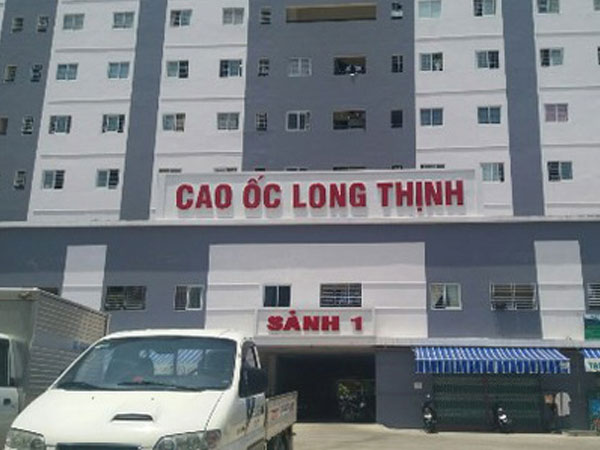 CAO ỐC LONG THỊNH
SẢNH 1